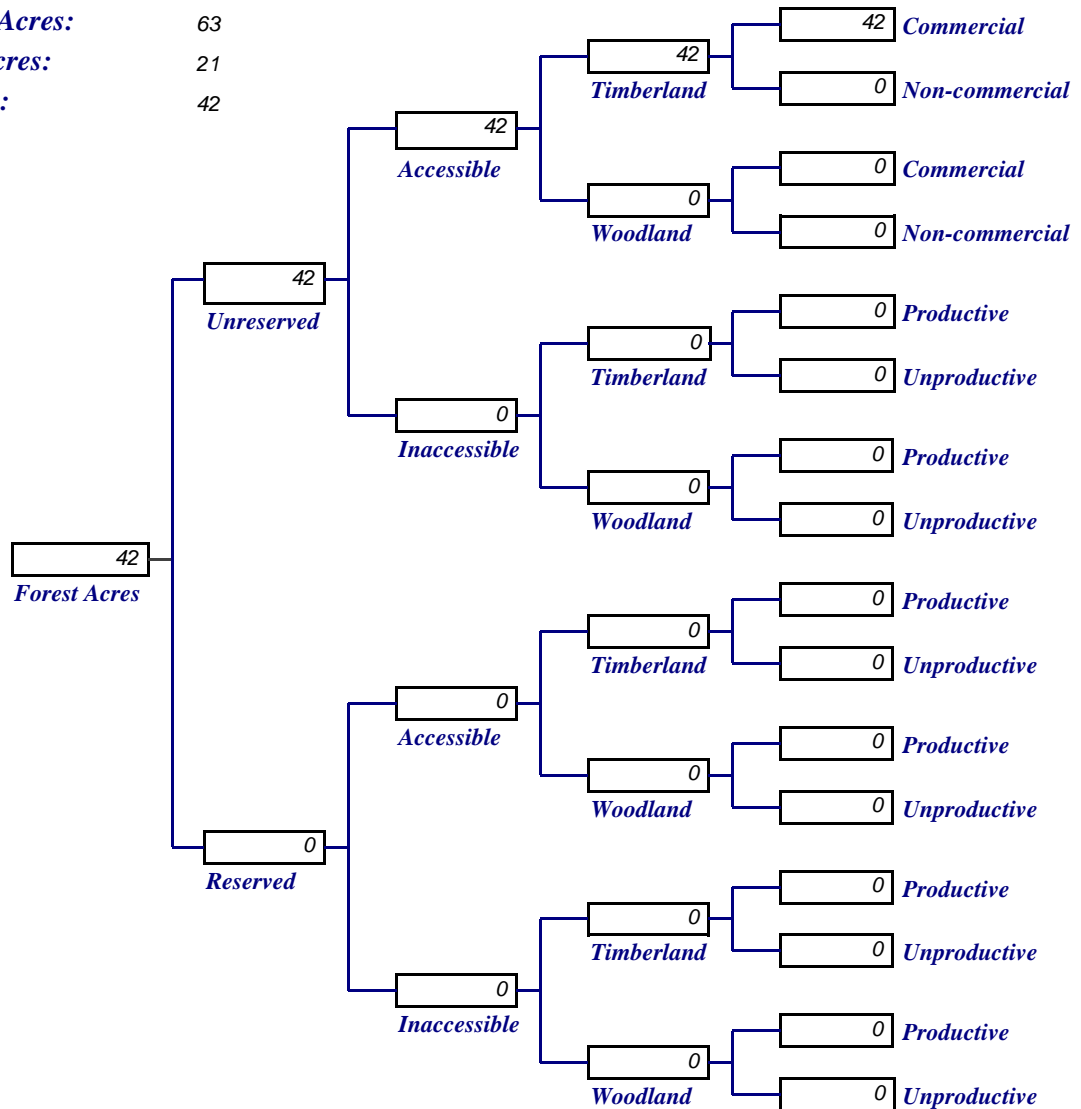 Acres: 63
21
: 42
42 Commercial
42
Timberland
0 Non-commercial
42
Accessible
0 Commercial
0
Woodland
0 Non-commercial
42
Unreserved
0 Productive
0
Timberland
0 Unproductive
0
Inaccessible
0 Productive
0
Woodland
0 Unproductive
42
Forest Acres
0 Productive
0
Timberland
0 Unproductive
0
Accessible
0 Productive
0
Woodland
0 Unproductive
0
Reserved
0 Productive
0
Timberland
0 Unproductive
0
Inaccessible
0 Productive
0
Woodland
0 Unproductive